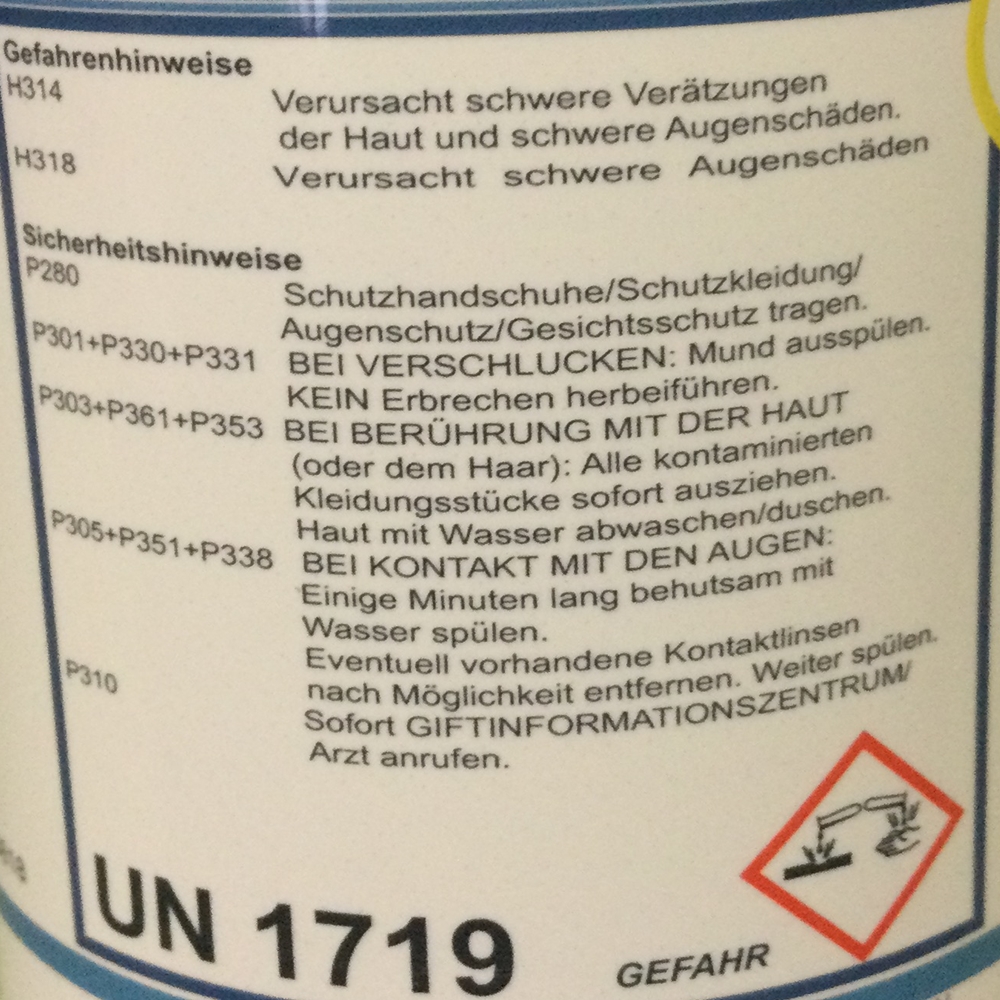 Gefahrenhinweise
H314
Verursacht schwere Verätzungen
der Haut und schwere Augenschäden.
H318
Verursacht schwere Augenschäden
Sicherheitshinweise
P280
Schutzhandschuhe/Schutzkleidung/
Augenschutz/Gesichtsschutz tragen.
P301+P330+P331 BEI VERSCHLUCKEN: Mund ausspülen.
KEIN Erbrechen herbeiführen.
P303+P361+P353 BEI BERÜHRUNG MIT DER HAUT
(oder dem Haar): Alle kontaminierten
Kleidungsstücke sofort ausziehen.
Haut mit Wasser abwaschen/duschen.
P305+P351+P338 BEI KONTAKT MIT DEN AUGEN:
Einige Minuten lang behutsam mit
Wasser spülen.
Eventuell vorhandene Kontaktlinsen
nach Möglichkeit entfernen. Weiter spülen.
P310
Sofort GIFTINFORMATIONSZENTRUM/
Arzt anrufen.
UN 1719
GEFAHR